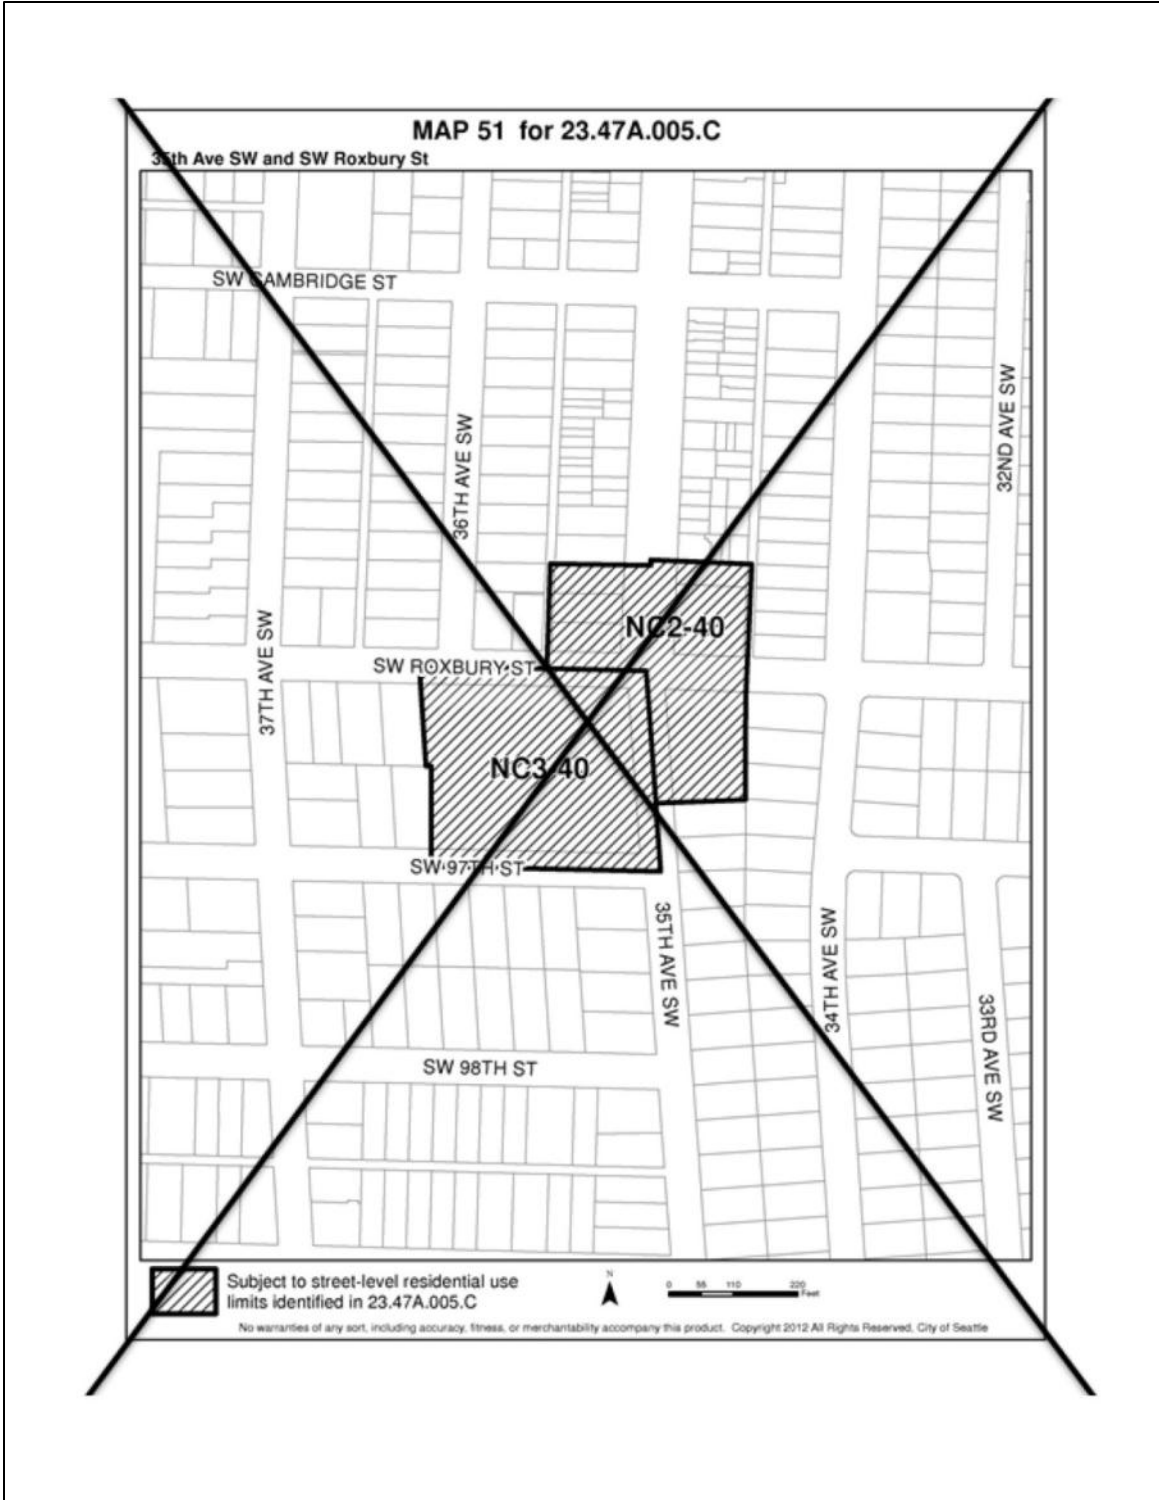 MAP 51 for 23.47A.005.C
35th Ave SW and SW Roxbury St
SW CAMBRIDGE ST
36TH AVE SW
32ND AVE SW
37TH AVE SW
NC2-40
SW ROXBURY ST
NC3-40
SW 97TH ST
35TH AVE SW
34TH AVE SW
33RD AVE SW
SW 98TH ST
Subject to street-level residential use
limits identified in 23.47A.005.C
N
0 55 110 220
Feet
No warranties of any sort, including accuracy, fitness, or merchantability accompany this product. Copyright 2012 All Rights Reserved, City of Seattle